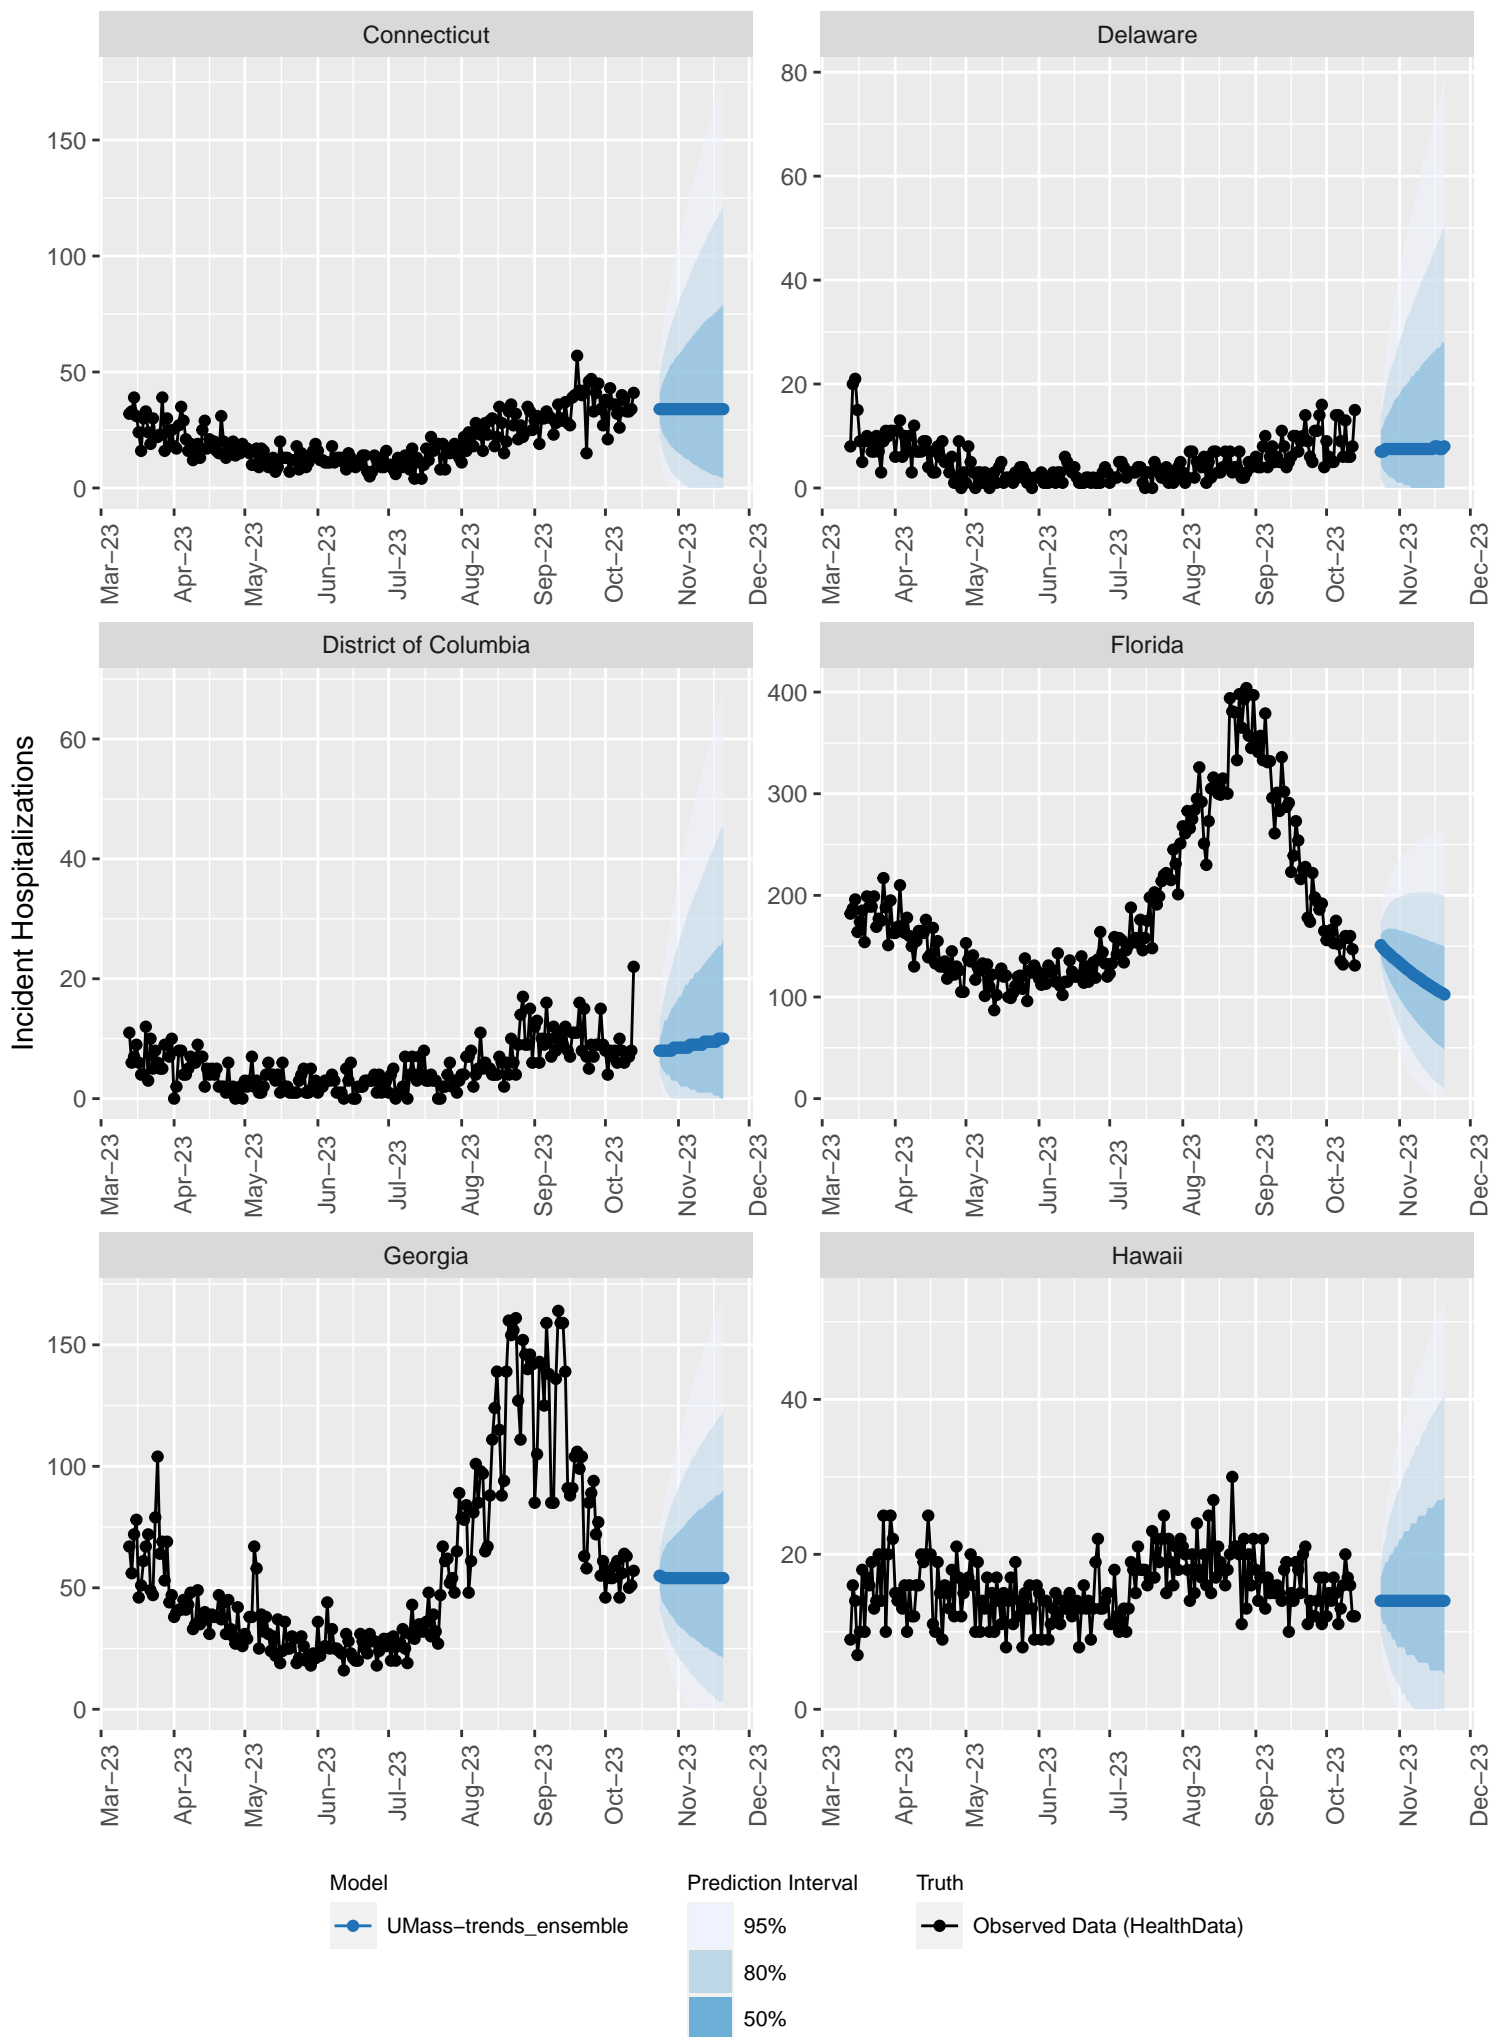 Connecticut
Delaware
150
100
50
0
80
60
40
20
0
Mar−23
Apr−23
May−23
Jun−23
Jul−23
Aug−23
Sep−23
Oct−23
Nov−23
Dec−23
Mar−23
Apr−23
May−23
Jun−23
Jul−23
Aug−23
Sep−23
Oct−23
Nov−23
Dec−23
District of Columbia
Florida
Incident Hospitalizations
60
40
20
0
400
300
200
100
0
Mar−23
Apr−23
May−23
Jun−23
Jul−23
Aug−23
Sep−23
Oct−23
Nov−23
Dec−23
Mar−23
Apr−23
May−23
Jun−23
Jul−23
Aug−23
Sep−23
Oct−23
Nov−23
Dec−23
Georgia
Hawaii
150
100
50
0
40
20
0
Mar−23
Apr−23
May−23
Jun−23
Jul−23
Aug−23
Sep−23
Oct−23
Nov−23
Dec−23
Mar−23
Apr−23
May−23
Jun−23
Jul−23
Aug−23
Sep−23
Oct−23
Nov−23
Dec−23
Model
UMass−trends_ensemble
Prediction Interval
95%
80%
50%
Truth
Observed Data (HealthData)